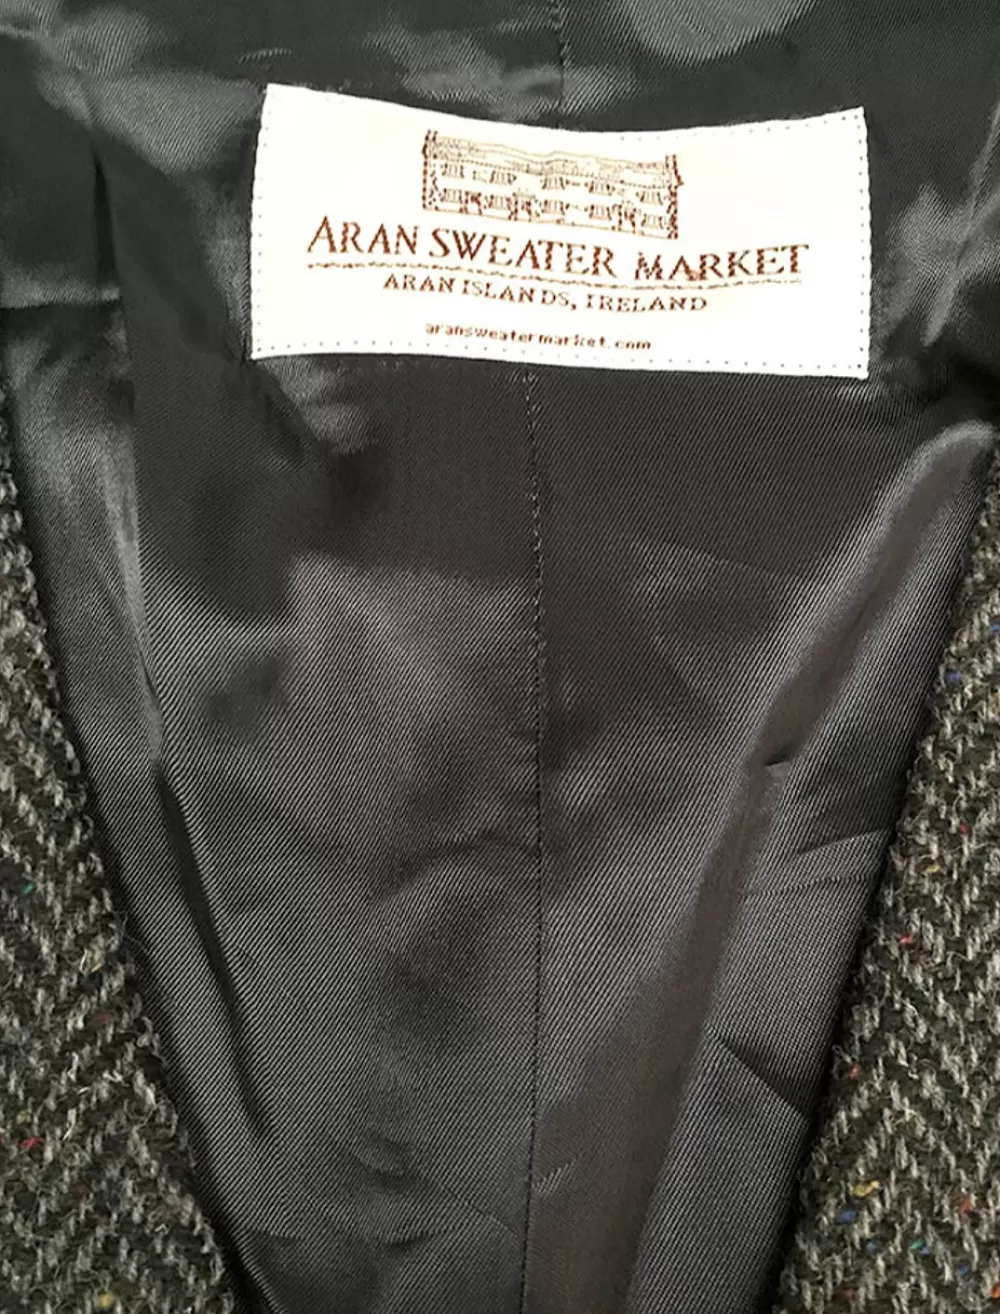 ARAN SWEATER MARKET
ARAN ISLANDS, IRELAND
aransweatermarket.com